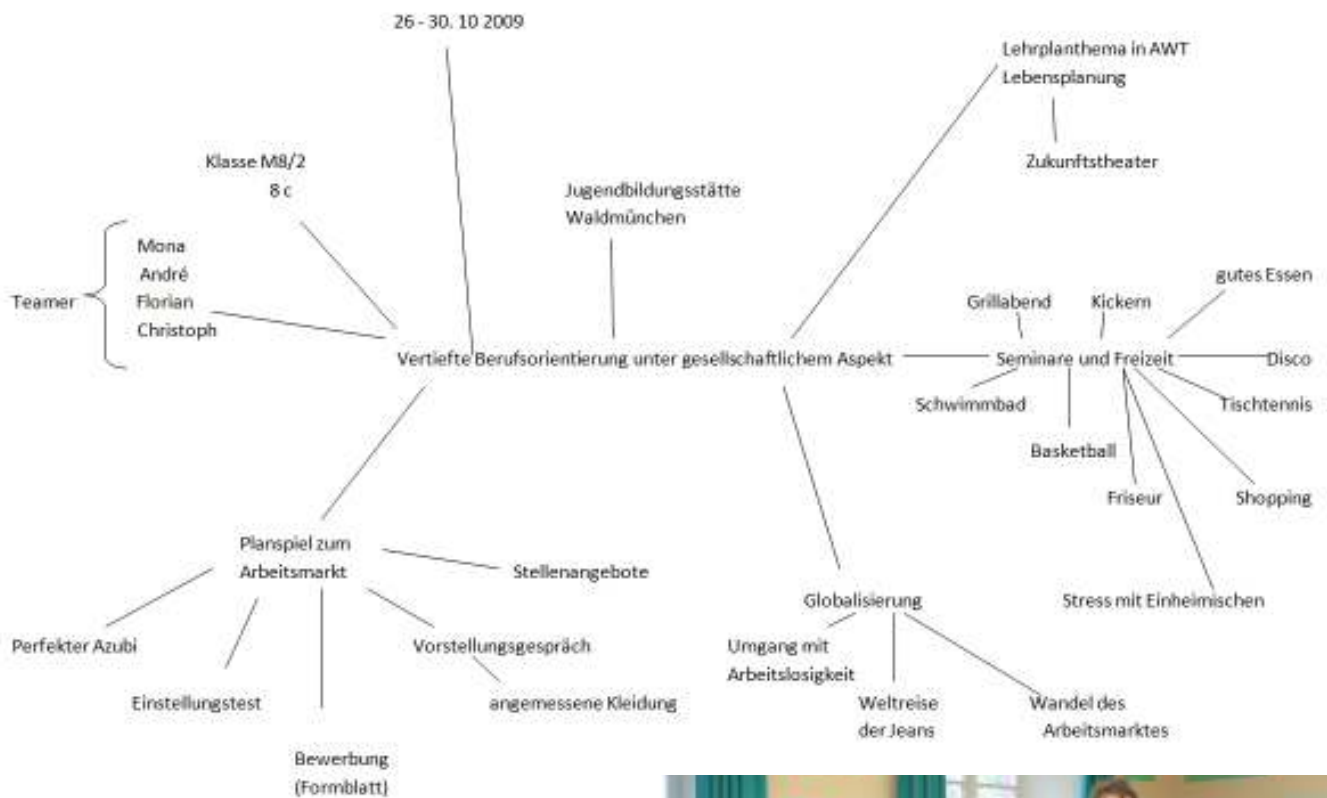 26 - 30. 10 2009
Lehrplanthema in AWT
Lebensplanung
Zukunftstheater
Klasse M8/2
8 c
Jugendbildungsstätte
Waldmünchen
Teamer
Mona
André
Florian
Christoph
Vertiefte Berufsorientierung unter gesellschaftlichem Aspekt
Seminare und Freizeit
Grillabend
Kickern
gutes Essen
Disco
Tischtennis
Shopping
Stress mit Einheimischen
Friseur
Basketball
Schwimmbad
Planspiel zum
Arbeitsmarkt
Stellenangebote
Vorstellungsgespräch
angemessene Kleidung
Bewerbung
(Formblatt)
Einstellungstest
Perfekter Azubi
Globalisierung
Umgang mit
Arbeitslosigkeit
Weltreise
der Jeans
Wandel des
Arbeitsmarktes